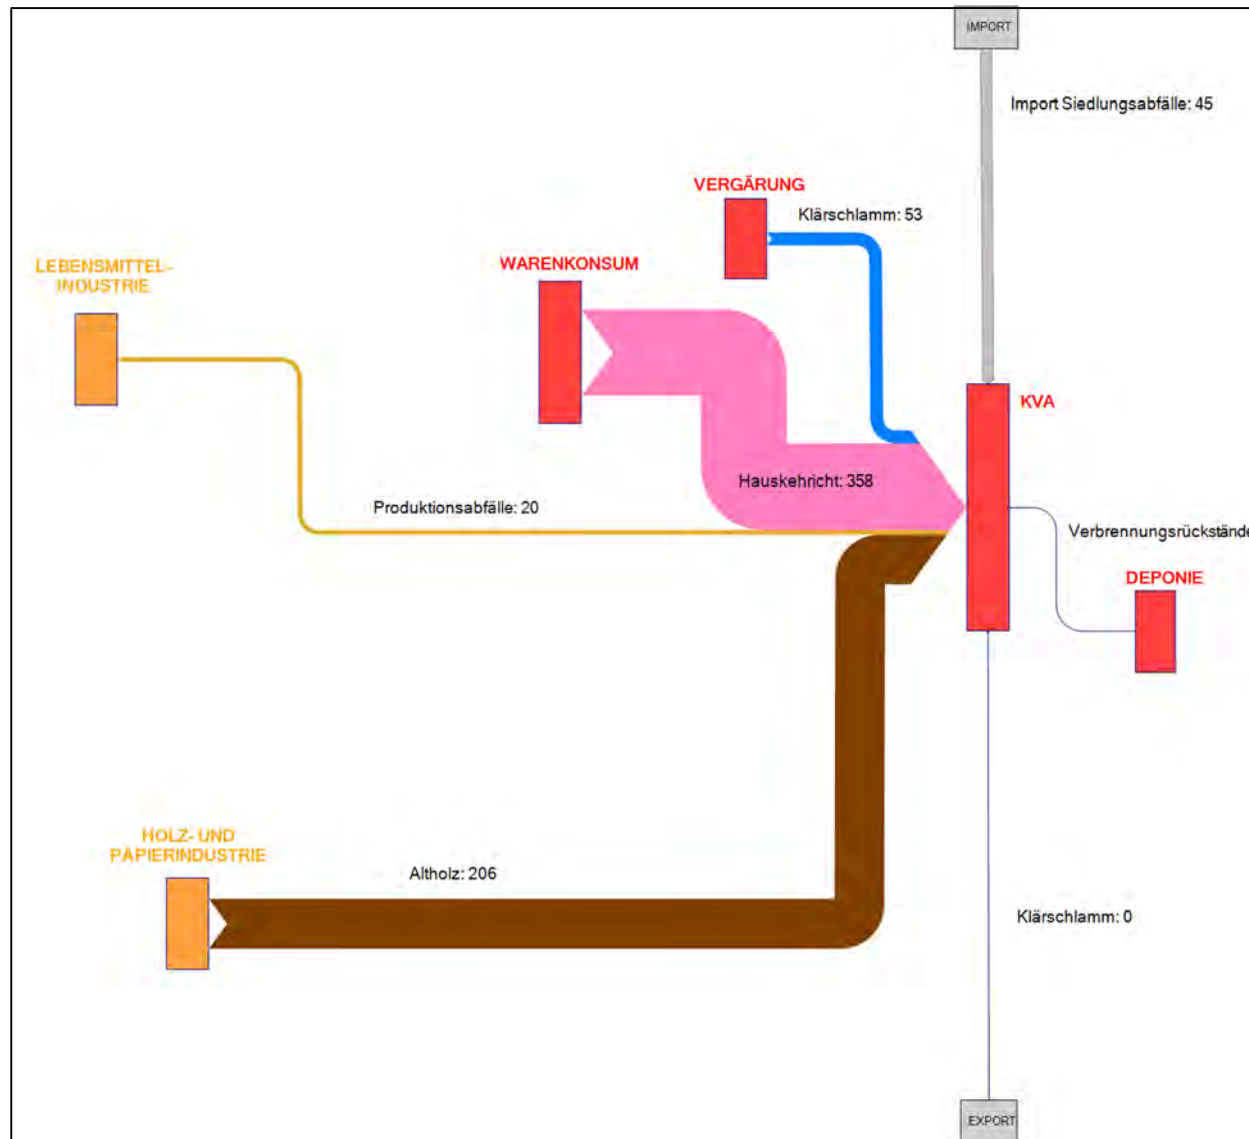 IMPORT
Import Siedlungsabfälle: 45
VERGÄRUNG
Klärschlamm: 53
WARENKONSUM
LEBENSMITTEL-
INDUSTRIE
KVA
Hauskehricht: 358
Produktionsabfälle: 20
Verbrennungsrückstände
DEPONIE
HOLZ- UND
PAPIERINDUSTRIE
Altholz: 206
Klärschlamm: 0
EXPORT